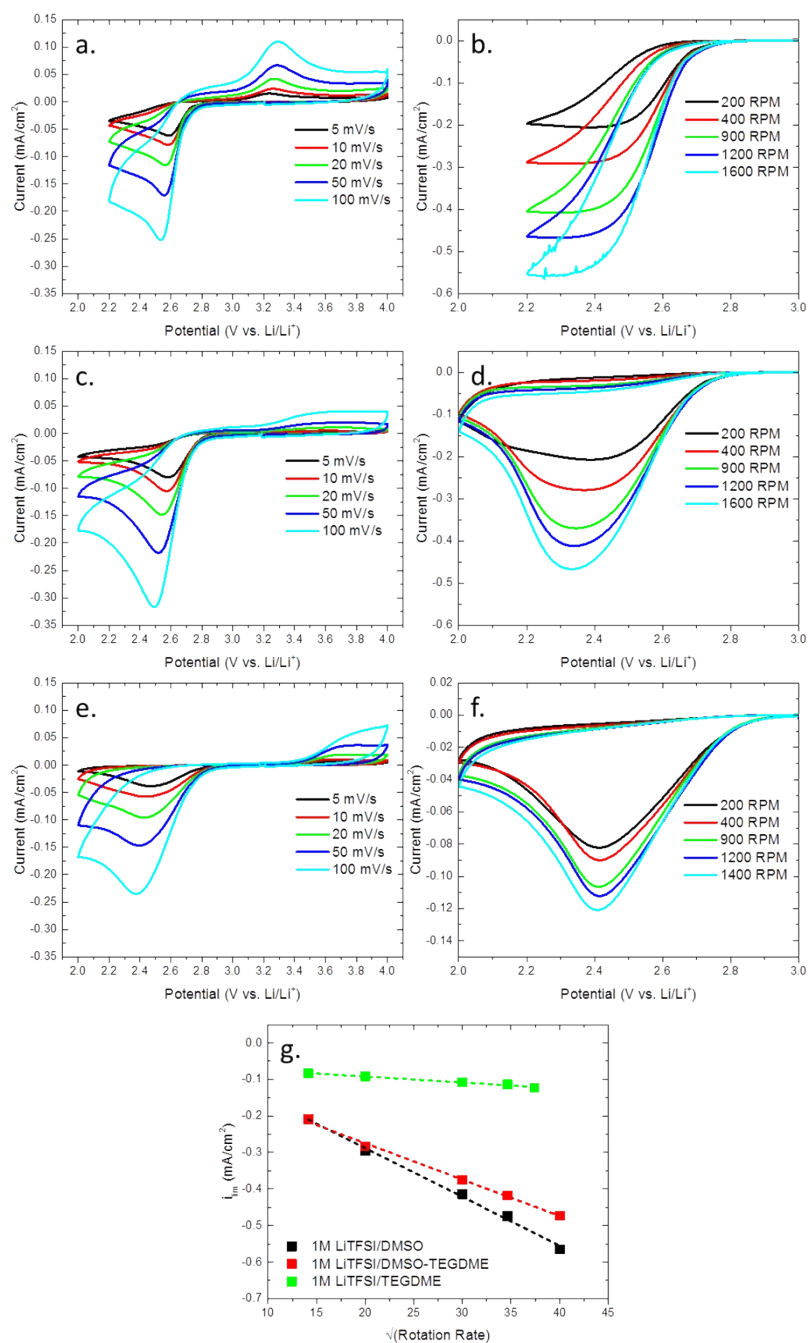 a.
0.15
0.10
0.05
0.00
-0.05
-0.10
-0.15
-0.20
-0.25
-0.30
-0.35
Current (mA/cm²)
5 mV/s
10 mV/s
20 mV/s
50 mV/s
100 mV/s
2.0 2.2 2.4 2.6 2.8 3.0 3.2 3.4 3.6 3.8 4.0
Potential (V vs. Li/Li⁺)
b.
0.0
-0.1
-0.2
-0.3
-0.4
-0.5
-0.6
Current (mA/cm²)
200 RPM
400 RPM
900 RPM
1200 RPM
1600 RPM
2.0 2.2 2.4 2.6 2.8 3.0
Potential (V vs. Li/Li⁺)
c.
0.15
0.10
0.05
0.00
-0.05
-0.10
-0.15
-0.20
-0.25
-0.30
-0.35
Current (mA/cm²)
5 mV/s
10 mV/s
20 mV/s
50 mV/s
100 mV/s
2.0 2.2 2.4 2.6 2.8 3.0 3.2 3.4 3.6 3.8 4.0
Potential (V vs. Li/Li⁺)
d.
0.0
-0.1
-0.2
-0.3
-0.4
-0.5
-0.6
Current (mA/cm²)
200 RPM
400 RPM
900 RPM
1200 RPM
1600 RPM
2.0 2.2 2.4 2.6 2.8 3.0
Potential (V vs. Li/Li⁺)
e.
0.15
0.10
0.05
0.00
-0.05
-0.10
-0.15
-0.20
-0.25
-0.30
-0.35
Current (mA/cm²)
5 mV/s
10 mV/s
20 mV/s
50 mV/s
100 mV/s
2.0 2.2 2.4 2.6 2.8 3.0 3.2 3.4 3.6 3.8 4.0
Potential (V vs. Li/Li⁺)
f.
0.00
-0.02
-0.04
-0.06
-0.08
-0.10
-0.12
-0.14
Current (mA/cm²)
200 RPM
400 RPM
900 RPM
1200 RPM
1400 RPM
2.0 2.2 2.4 2.6 2.8 3.0
Potential (V vs. Li/Li⁺)
g.
0.0
-0.1
-0.2
-0.3
-0.4
-0.5
-0.6
-0.7
i_lim (mA/cm²)
1M LiTFSI/DMSO
1M LiTFSI/DMSO-TEGDME
1M LiTFSI/TEGDME
10 15 20 25 30 35 40 45
√(Rotation Rate)